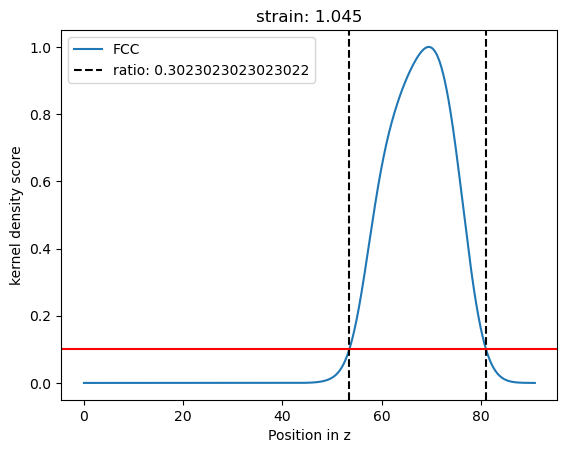 strain: 1.045
FCC
ratio: 0.3023023023023022
kernel density score
1.0
0.8
0.6
0.4
0.2
0.0
0 20 40 60 80
Position in z